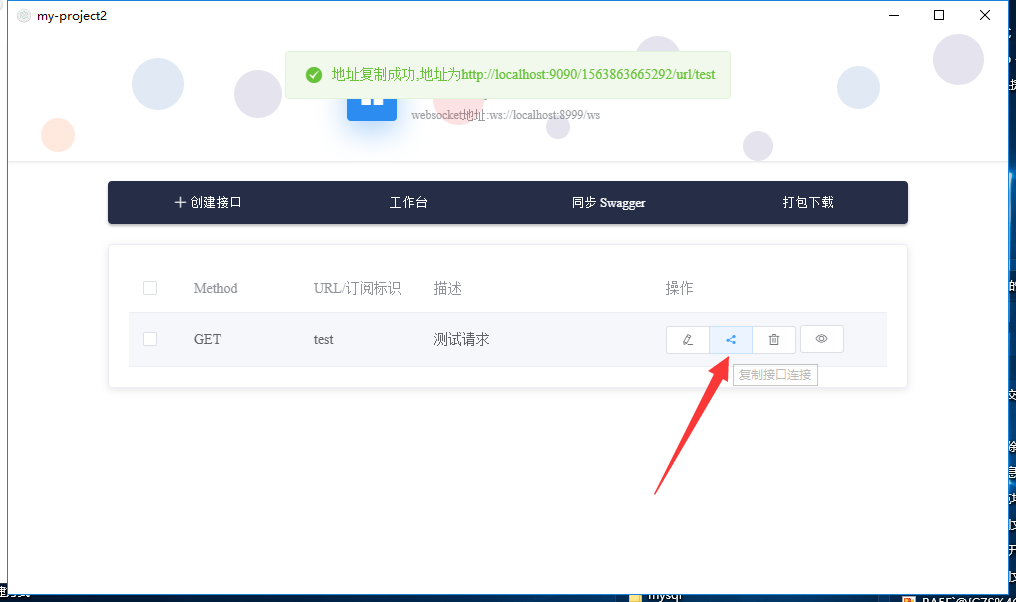 my-project2
地址复制成功,地址为http://localhost:9090/1563863665292/url/test
websocket地址:ws://localhost:8999/ws
创建接口
工作台
同步 Swagger
打包下载
Method URL/订阅标识 描述 操作
GET test 测试请求
复制接口连接
mysql